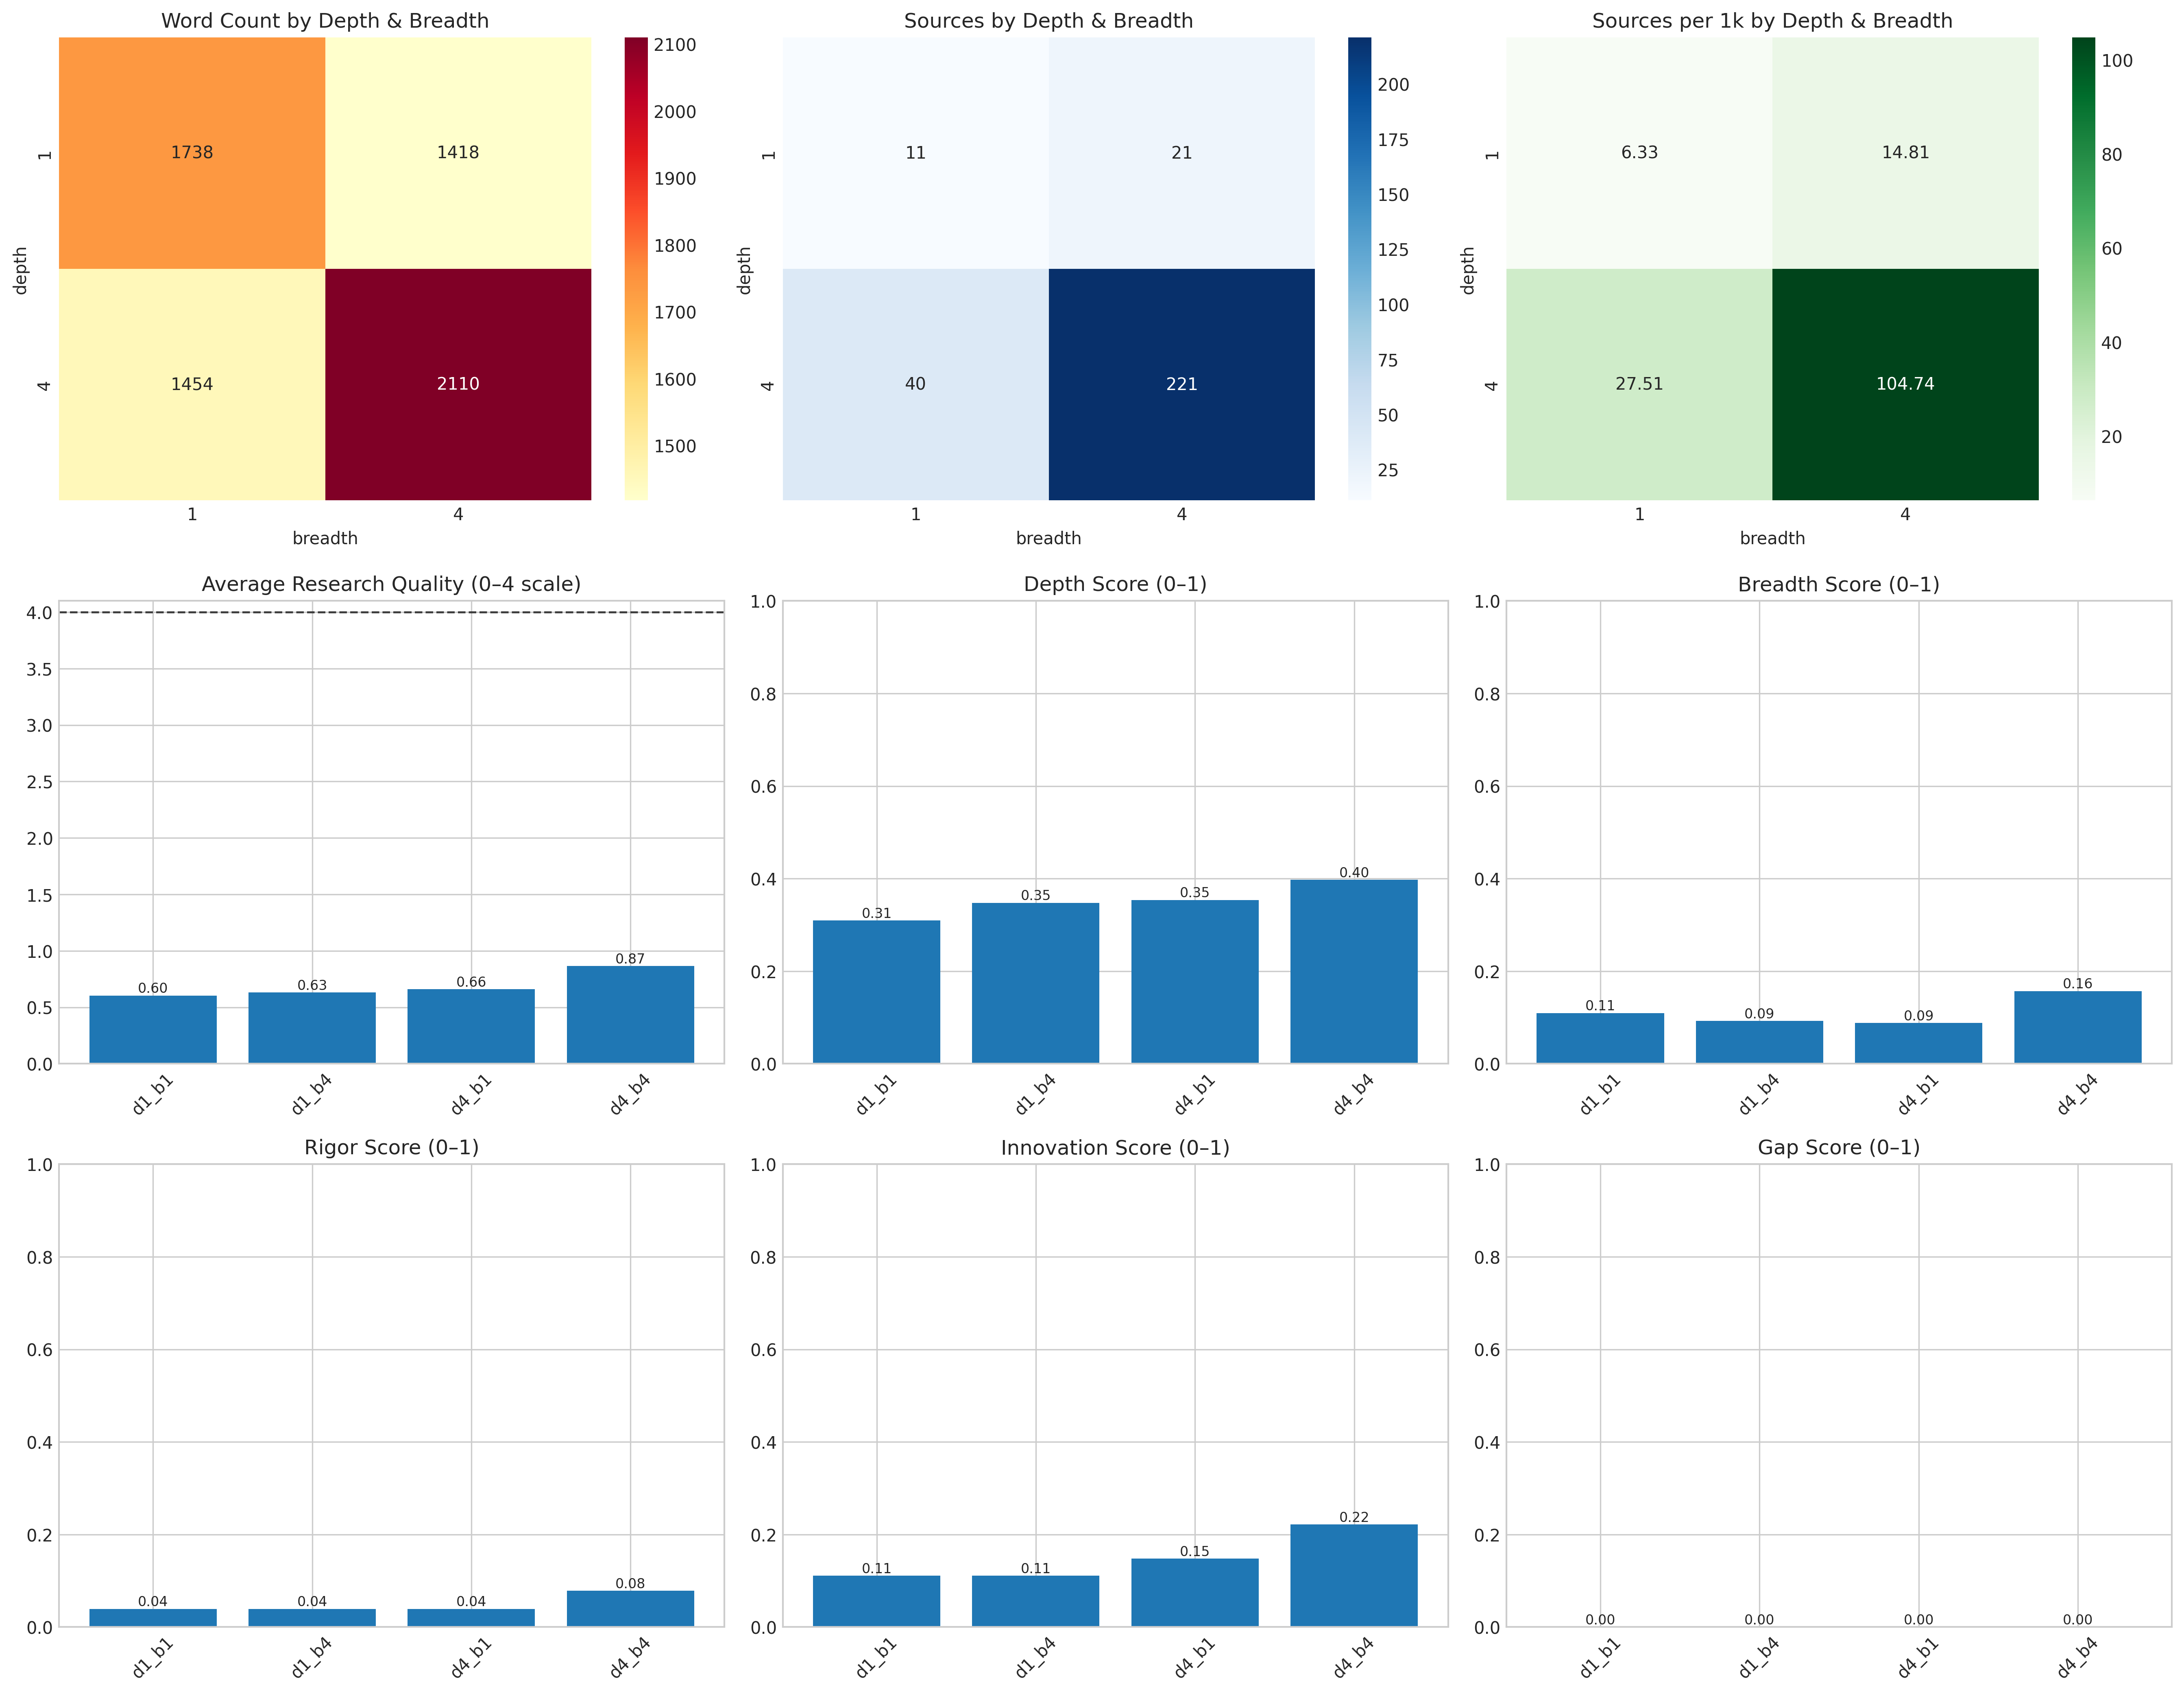 Word Count by Depth & Breadth
1738 1418
1454 2110
1 4
depth
1 4
breadth
2100
2000
1900
1800
1700
1600
1500
Sources by Depth & Breadth
11 21
40 221
1 4
depth
1 4
breadth
200
175
150
125
100
75
50
25
Sources per 1k by Depth & Breadth
6.33 14.81
27.51 104.74
1 4
depth
1 4
breadth
100
80
60
40
20
Average Research Quality (0–4 scale)
4.0
3.5
3.0
2.5
2.0
1.5
1.0
0.5
0.0
0.60 0.63 0.66 0.87
d1_b1 d1_b4 d4_b1 d4_b4
Depth Score (0–1)
1.0
0.8
0.6
0.4
0.2
0.0
0.31 0.35 0.35 0.40
d1_b1 d1_b4 d4_b1 d4_b4
Breadth Score (0–1)
1.0
0.8
0.6
0.4
0.2
0.0
0.11 0.09 0.09 0.16
d1_b1 d1_b4 d4_b1 d4_b4
Rigor Score (0–1)
1.0
0.8
0.6
0.4
0.2
0.0
0.04 0.04 0.04 0.08
d1_b1 d1_b4 d4_b1 d4_b4
Innovation Score (0–1)
1.0
0.8
0.6
0.4
0.2
0.0
0.11 0.11 0.15 0.22
d1_b1 d1_b4 d4_b1 d4_b4
Gap Score (0–1)
1.0
0.8
0.6
0.4
0.2
0.0
0.00 0.00 0.00 0.00
d1_b1 d1_b4 d4_b1 d4_b4